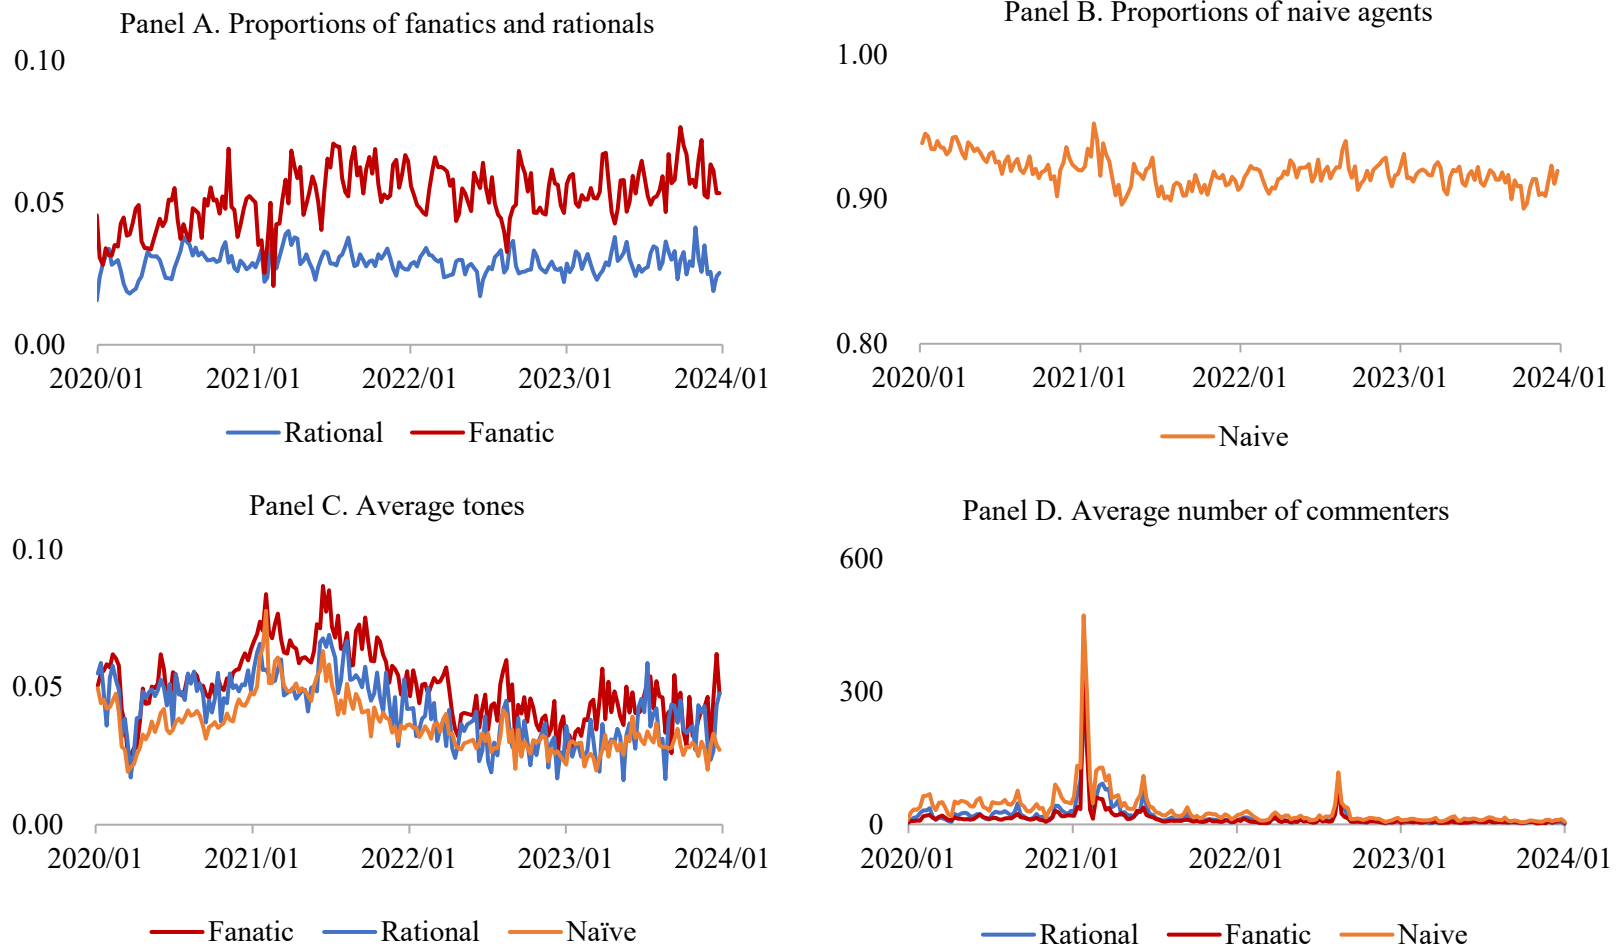 Panel A. Proportions of fanatics and rationals
0.10
0.05
0.00
2020/01 2021/01 2022/01 2023/01 2024/01
Rational Fanatic
Panel B. Proportions of naive agents
1.00
0.90
0.80
2020/01 2021/01 2022/01 2023/01 2024/01
Naive
Panel C. Average tones
0.10
0.05
0.00
2020/01 2021/01 2022/01 2023/01 2024/01
Fanatic Rational Naïve
Panel D. Average number of commenters
600
300
0
2020/01 2021/01 2022/01 2023/01 2024/01
Rational Fanatic Naive